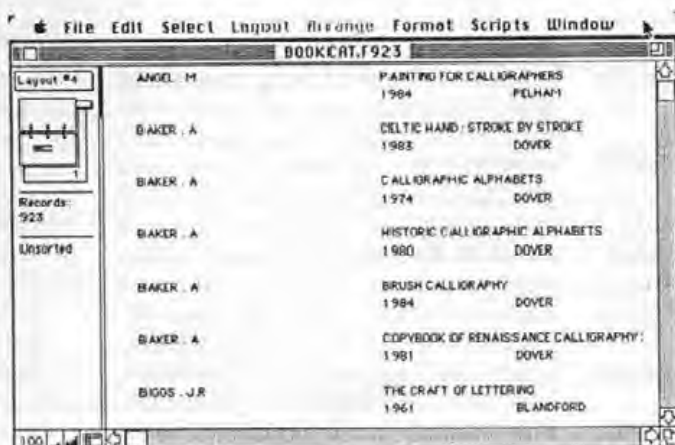 File Edit Select Layout Arrange Format Scripts Window
BOOKCAT.F923
Layout #4
1
Records:
923
Unsorted
ANGEL . M PAINTING FOR CALLIGRAPHERS
1984 PELHAM
BAKER . A CELTIC HAND : STROKE BY STROKE
1983 DOVER
BAKER . A CALLIGRAPHIC ALPHABETS
1974 DOVER
BAKER . A HISTORIC CALLIGRAPHIC ALPHABETS
1980 DOVER
BAKER . A BRUSH CALLIGRAPHY
1984 DOVER
BAKER . A COPYBOOK OF RENAISSANCE CALLIGRAPHY:
1981 DOVER
BIGGS . J.R THE CRAFT OF LETTERING
1961 BLANDFORD
100